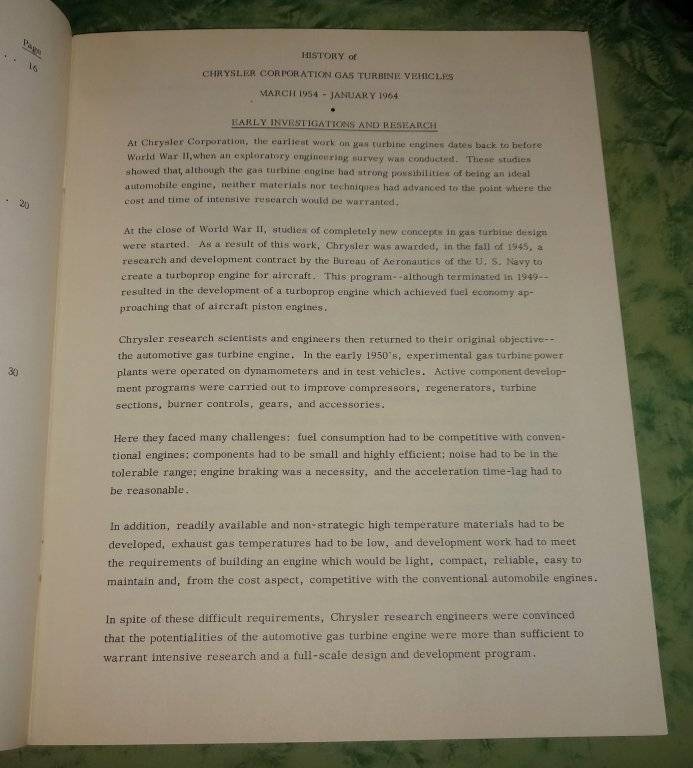 Page
. . 16
. 20
30
HISTORY of
CHRYSLER CORPORATION GAS TURBINE VEHICLES
MARCH 1954 - JANUARY 1964
•
EARLY INVESTIGATIONS AND RESEARCH
At Chrysler Corporation, the earliest work on gas turbine engines dates back to before
World War II, when an exploratory engineering survey was conducted. These studies
showed that, although the gas turbine engine had strong possibilities of being an ideal
automobile engine, neither materials nor techniques had advanced to the point where the
cost and time of intensive research would be warranted.
At the close of World War II, studies of completely new concepts in gas turbine design
were started. As a result of this work, Chrysler was awarded, in the fall of 1945, a
research and development contract by the Bureau of Aeronautics of the U. S. Navy to
create a turboprop engine for aircraft. This program--although terminated in 1949--
resulted in the development of a turboprop engine which achieved fuel economy ap-
proaching that of aircraft piston engines.
Chrysler research scientists and engineers then returned to their original objective--
the automotive gas turbine engine. In the early 1950's, experimental gas turbine power
plants were operated on dynamometers and in test vehicles. Active component develop-
ment programs were carried out to improve compressors, regenerators, turbine
sections, burner controls, gears, and accessories.
Here they faced many challenges: fuel consumption had to be competitive with conven-
tional engines; components had to be small and highly efficient; noise had to be in the
tolerable range; engine braking was a necessity, and the acceleration time-lag had to
be reasonable.
In addition, readily available and non-strategic high temperature materials had to be
developed, exhaust gas temperatures had to be low, and development work had to meet
the requirements of building an engine which would be light, compact, reliable, easy to
maintain and, from the cost aspect, competitive with the conventional automobile engines.
In spite of these difficult requirements, Chrysler research engineers were convinced
that the potentialities of the automotive gas turbine engine were more than sufficient to
warrant intensive research and a full-scale design and development program.